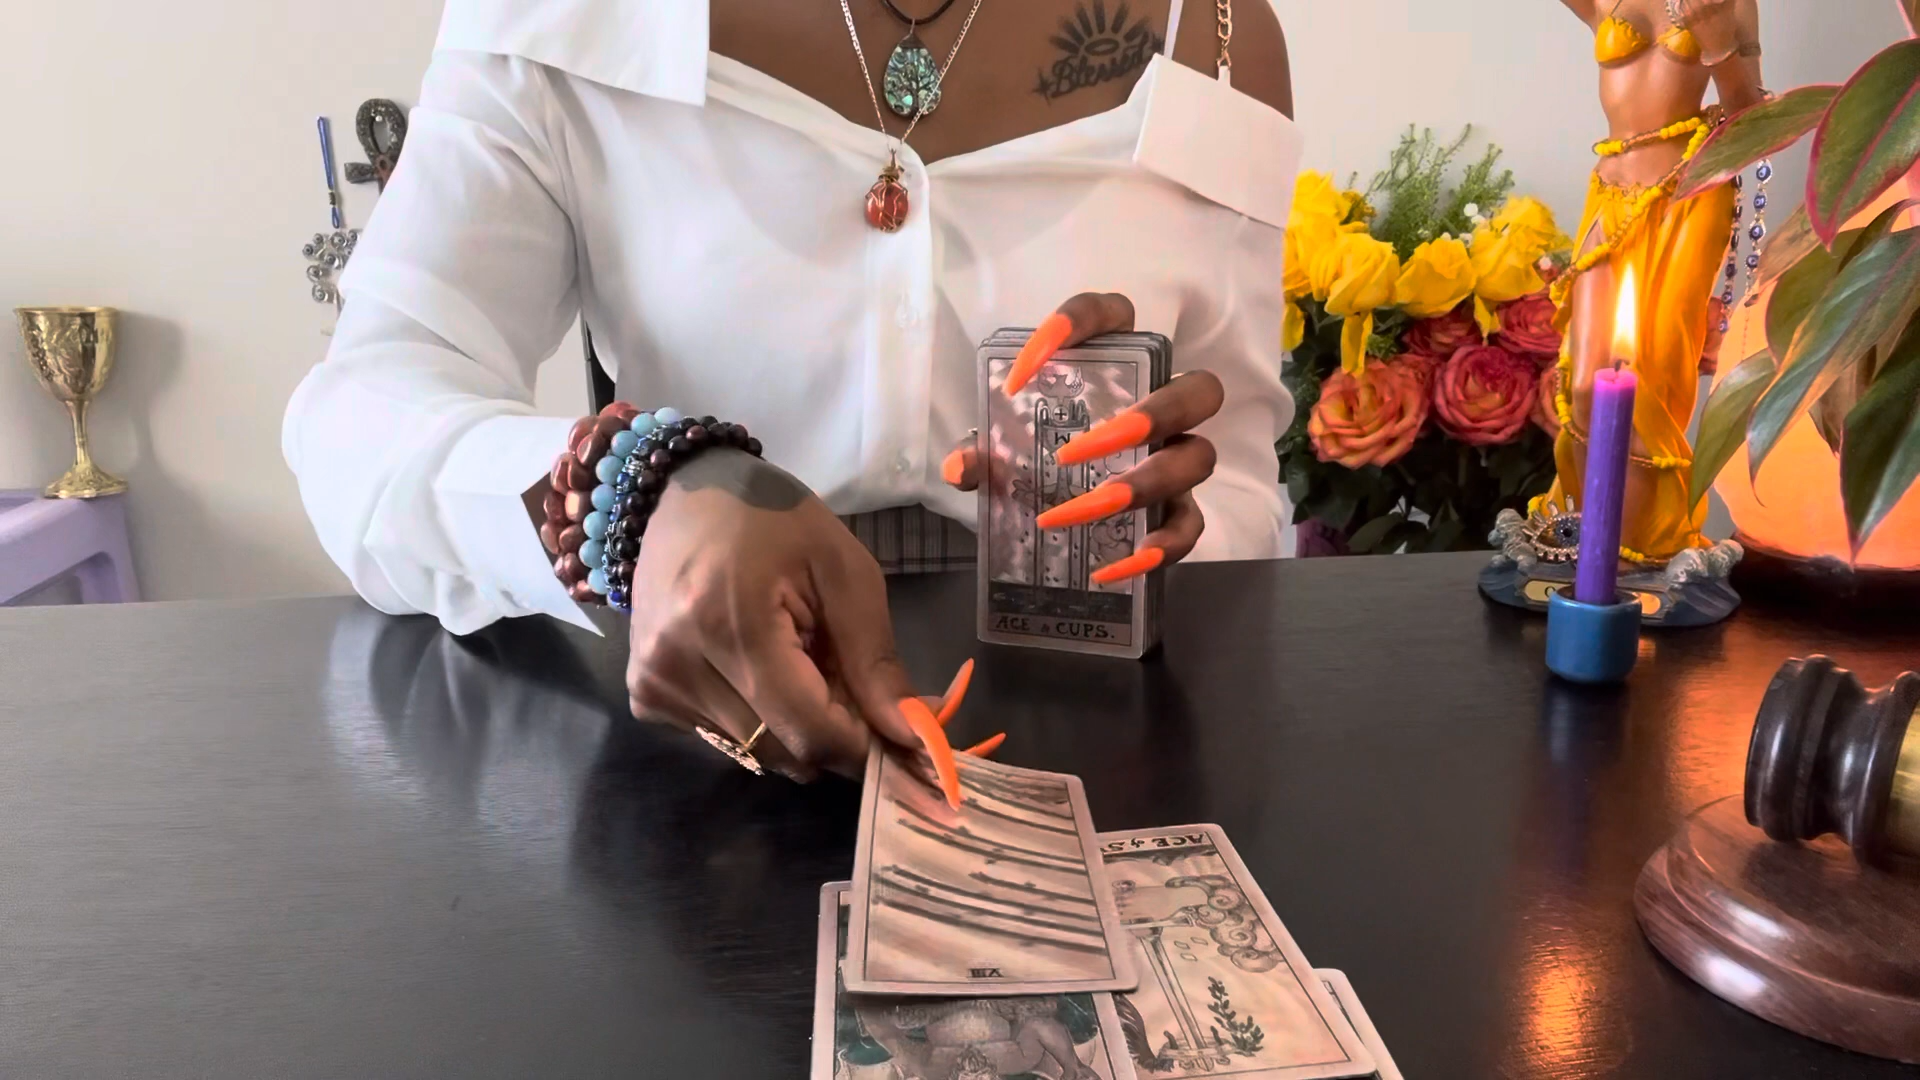 Blessed
ACE of CUPS.
ACE of S
VIII